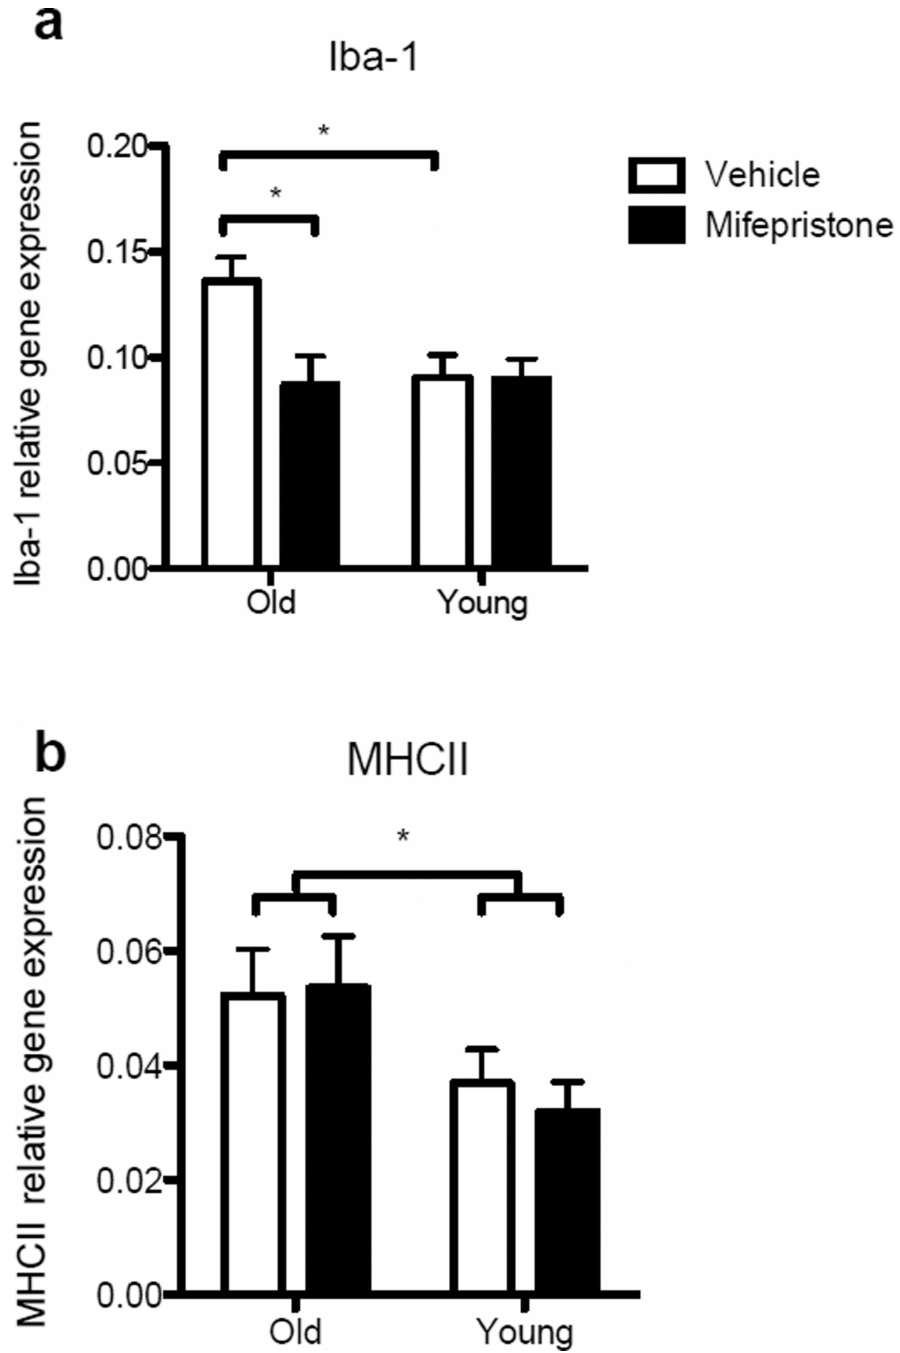 a
Iba-1
Iba-1 relative gene expression
0.20
0.15
0.10
0.05
0.00
*
*
Old
Young
Vehicle
Mifepristone
b
MHCII
MHCII relative gene expression
0.08
0.06
0.04
0.02
0.00
*
Old
Young